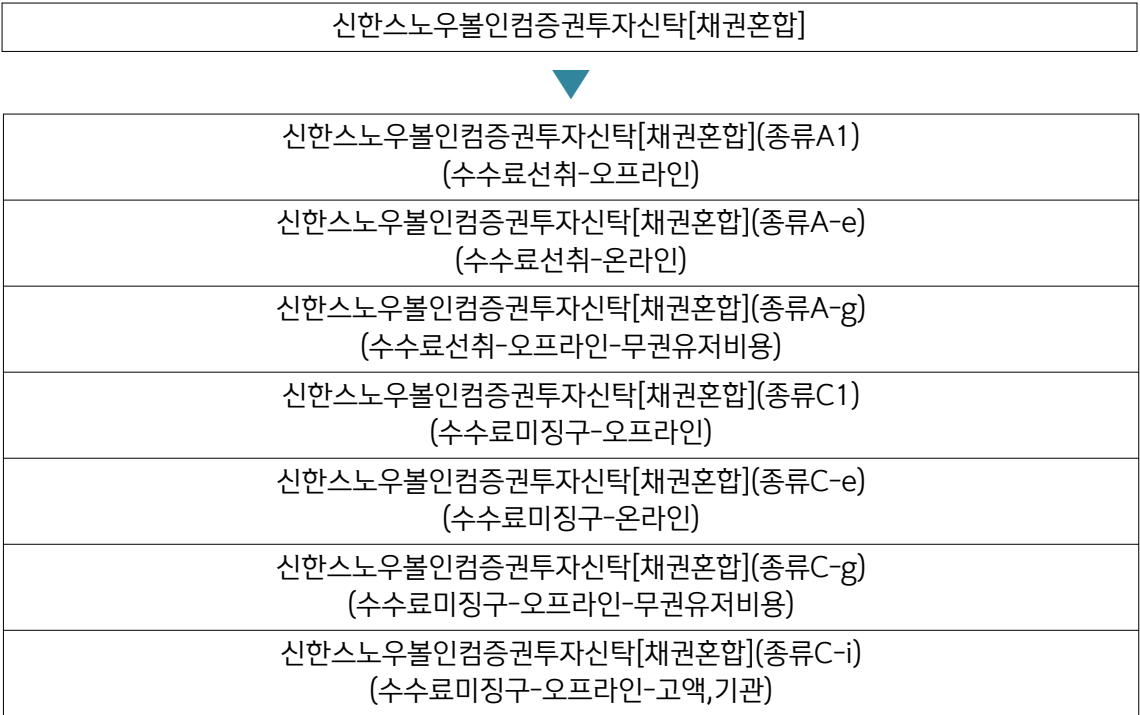 신한스노우볼인컴증권투자신탁[채권혼합]
신한스노우볼인컴증권투자신탁[채권혼합](종류A1)
(수수료선취-오프라인)
신한스노우볼인컴증권투자신탁[채권혼합](종류A-e)
(수수료선취-온라인)
신한스노우볼인컴증권투자신탁[채권혼합](종류A-g)
(수수료선취-오프라인-무권유저비용)
신한스노우볼인컴증권투자신탁[채권혼합](종류C1)
(수수료미징구-오프라인)
신한스노우볼인컴증권투자신탁[채권혼합](종류C-e)
(수수료미징구-온라인)
신한스노우볼인컴증권투자신탁[채권혼합](종류C-g)
(수수료미징구-오프라인-무권유저비용)
신한스노우볼인컴증권투자신탁[채권혼합](종류C-i)
(수수료미징구-오프라인-고액,기관)